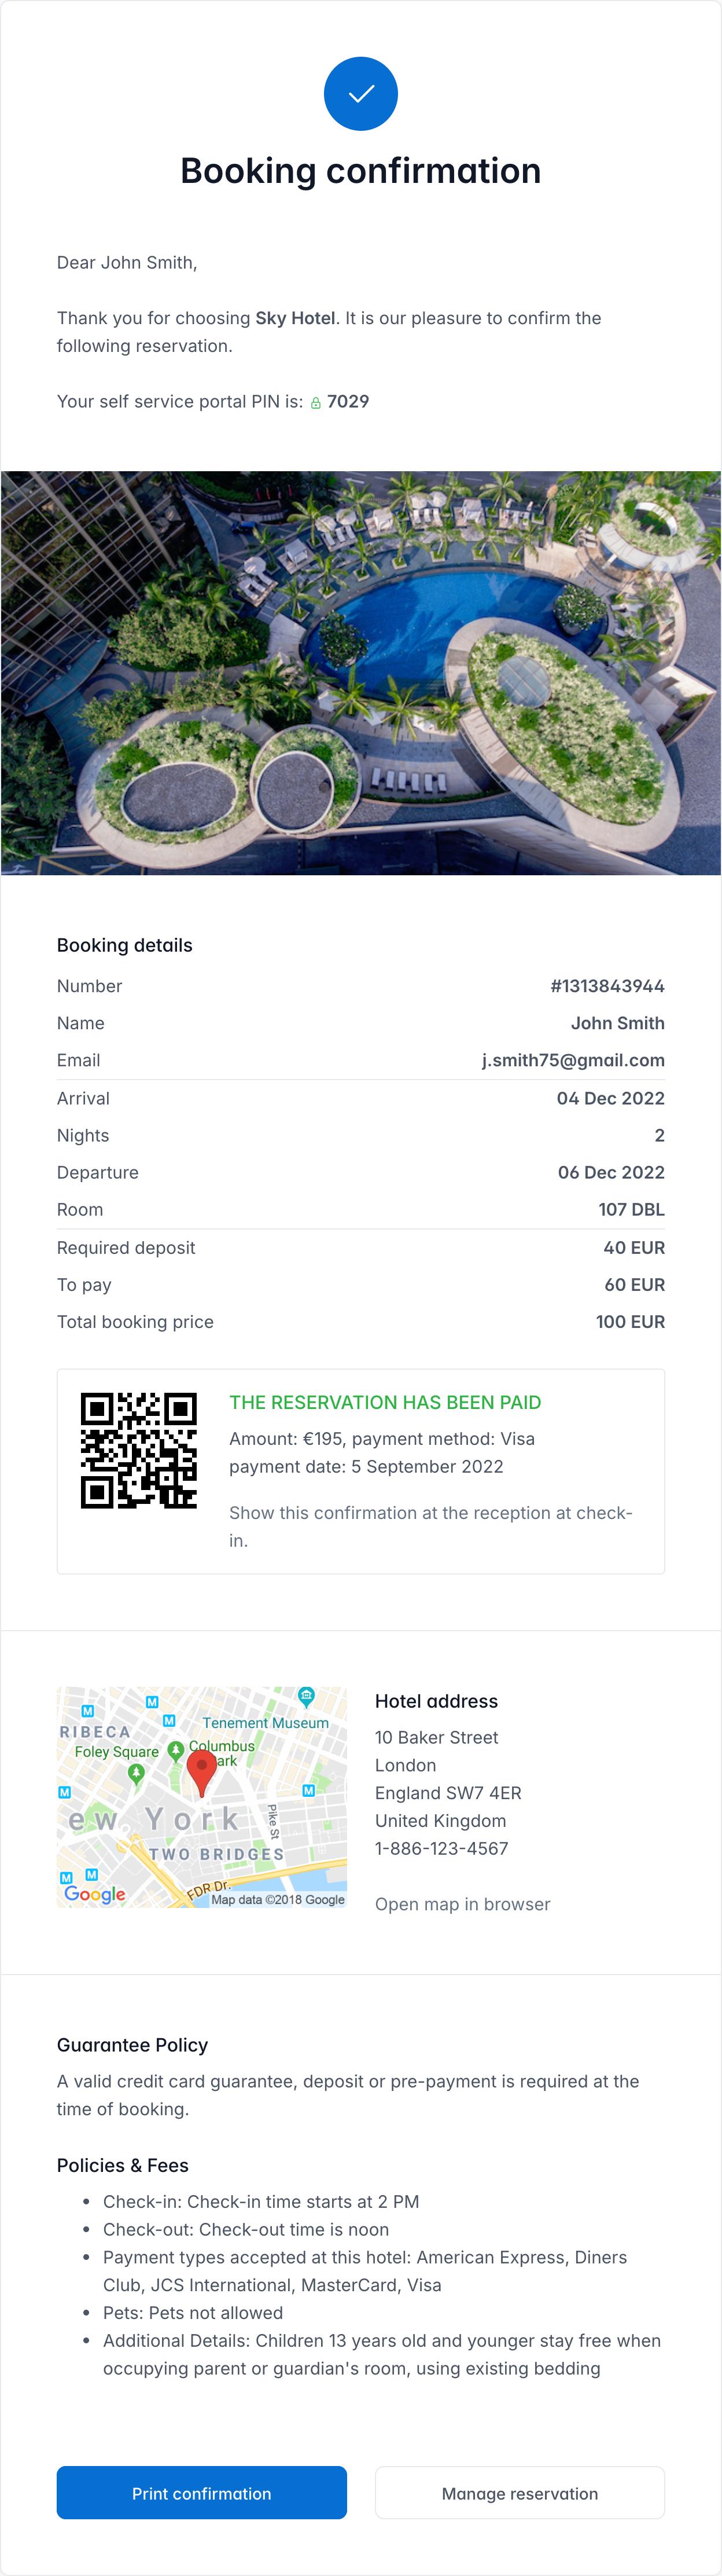 Booking confirmation
Dear John Smith,
Thank you for choosing Sky Hotel. It is our pleasure to confirm the
following reservation.
Your self service portal PIN is: 7029
Booking details
Number #1313843944
Name John Smith
Email j.smith75@gmail.com
Arrival 04 Dec 2022
Nights 2
Departure 06 Dec 2022
Room 107 DBL
Required deposit 40 EUR
To pay 60 EUR
Total booking price 100 EUR
THE RESERVATION HAS BEEN PAID
Amount: €195, payment method: Visa
payment date: 5 September 2022
Show this confirmation at the reception at check-
in.
M
M
M
Tenement Museum
RIBECA
Foley Square
Columbus
ark
M
M
ew York
Pike St
TWO BRIDGES
M
M
FDR Dr.
Google
Map data ©2018 Google
Hotel address
10 Baker Street
London
England SW7 4ER
United Kingdom
1-886-123-4567
Open map in browser
Guarantee Policy
A valid credit card guarantee, deposit or pre-payment is required at the
time of booking.
Policies & Fees
• Check-in: Check-in time starts at 2 PM
• Check-out: Check-out time is noon
• Payment types accepted at this hotel: American Express, Diners
Club, JCS International, MasterCard, Visa
• Pets: Pets not allowed
• Additional Details: Children 13 years old and younger stay free when
occupying parent or guardian's room, using existing bedding
Print confirmation
Manage reservation